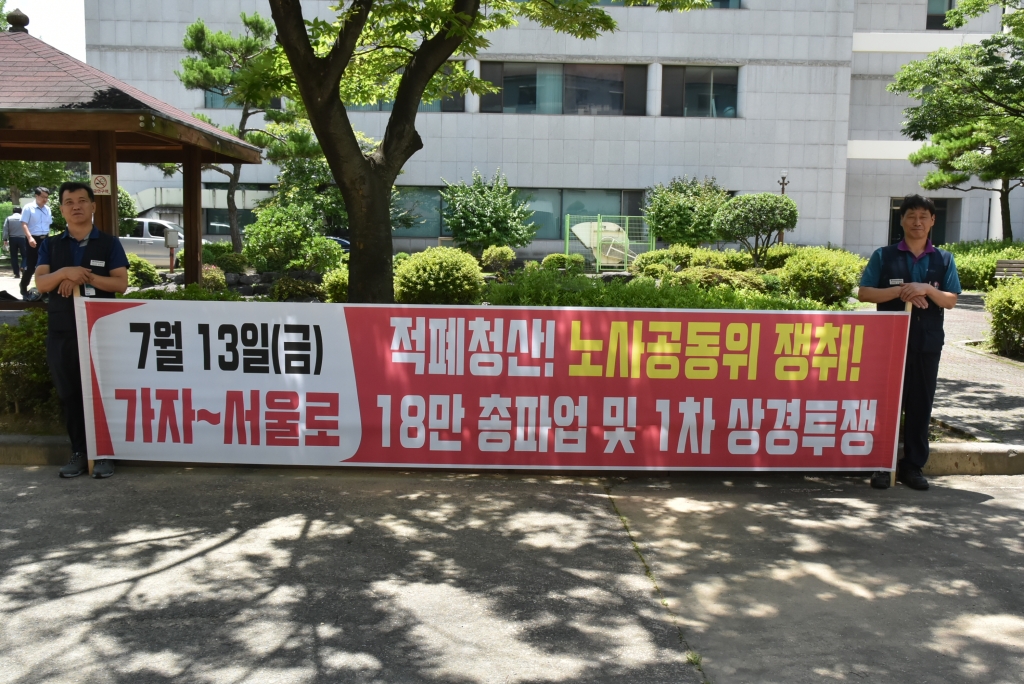 7월 13일(금)
가자~서울로
적폐청산! 노사공동위 쟁취!
18만 총파업 및 1차 상경투쟁